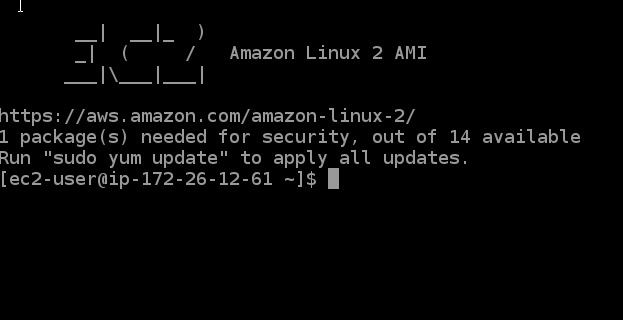 __|  __|_  )
       _|  (     /   Amazon Linux 2 AMI
      ___|\___|___|
https://aws.amazon.com/amazon-linux-2/
1 package(s) needed for security, out of 14 available
Run "sudo yum update" to apply all updates.
[ec2-user@ip-172-26-12-61 ~]$